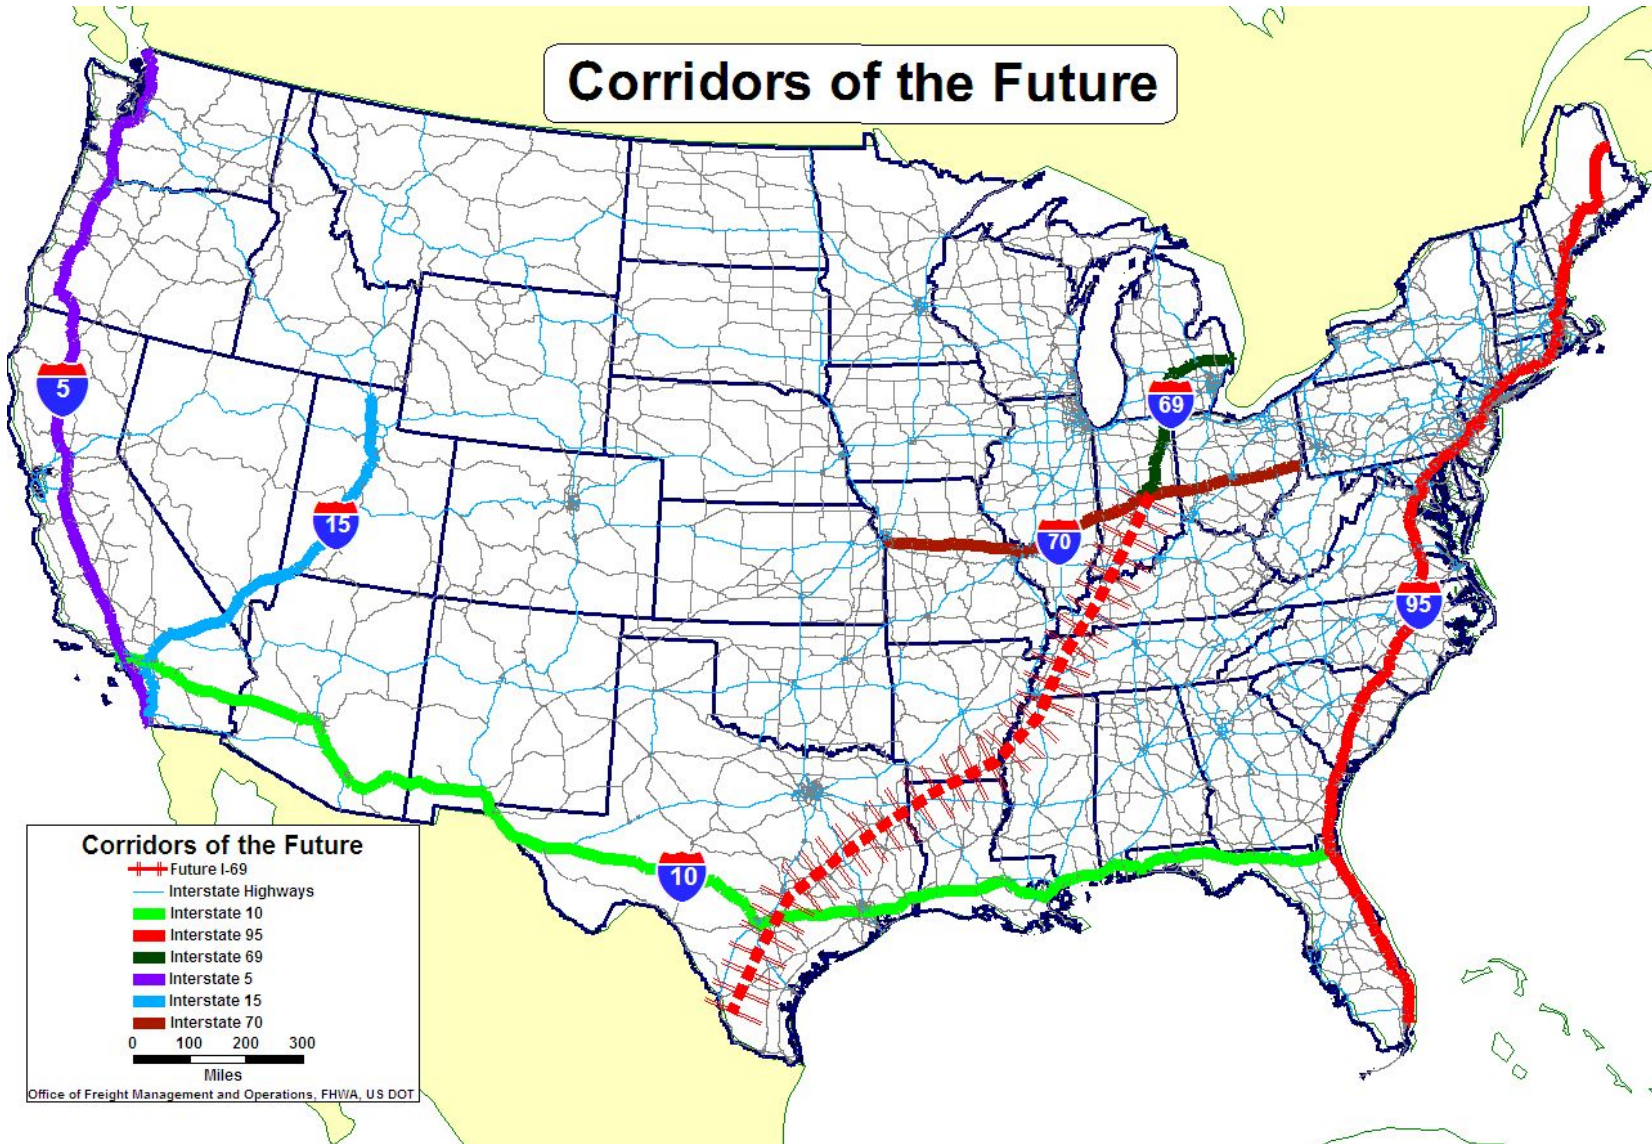 Corridors of the Future
5
69
15
70
95
10
Corridors of the Future
Future I-69
Interstate Highways
Interstate 10
Interstate 95
Interstate 69
Interstate 5
Interstate 15
Interstate 70
0 100 200 300
Miles
Office of Freight Management and Operations, FHWA, US DOT